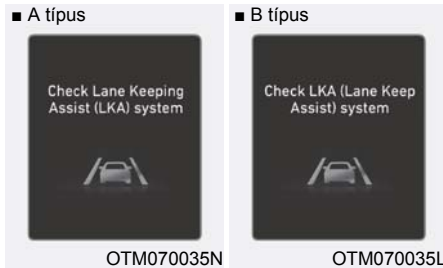 ■ A típus
Check Lane Keeping
Assist (LKA) system
OTM070035N
■ B típus
Check LKA (Lane Keep
Assist) system
OTM070035L